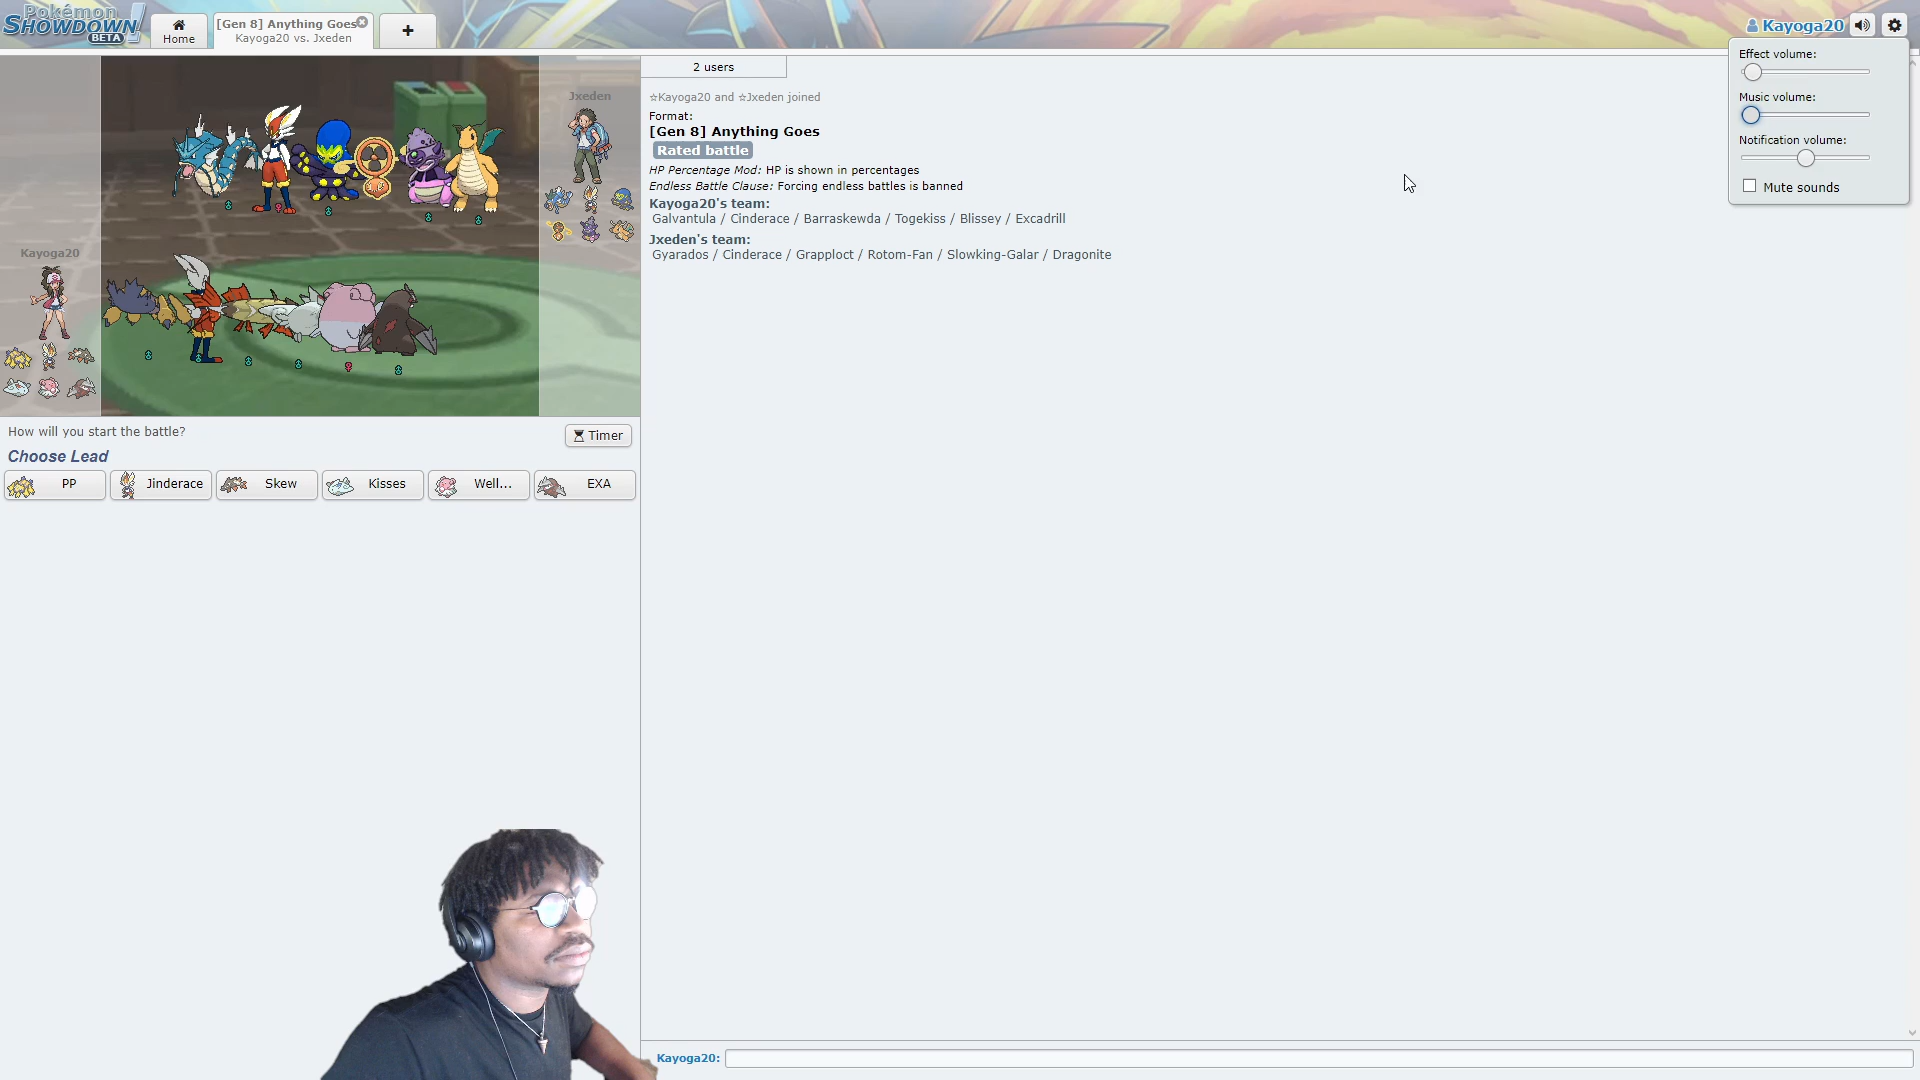 Pokémon
SHOWDOWN!
BETA
Home
[Gen 8] Anything Goes
Kayoga20 vs. Jxeden
+
Kayoga20
Effect volume:
Music volume:
Notification volume:
Mute sounds
Jxeden
Kayoga20
2 users
☆Kayoga20 and ☆Jxeden joined
Format:
[Gen 8] Anything Goes
Rated battle
HP Percentage Mod: HP is shown in percentages
Endless Battle Clause: Forcing endless battles is banned
Kayoga20's team:
Galvantula / Cinderace / Barraskewda / Togekiss / Blissey / Excadrill
Jxeden's team:
Gyarados / Cinderace / Grapploct / Rotom-Fan / Slowking-Galar / Dragonite
How will you start the battle?
Timer
Choose Lead
PP
Jinderace
Skew
Kisses
Well...
EXA
Kayoga20: